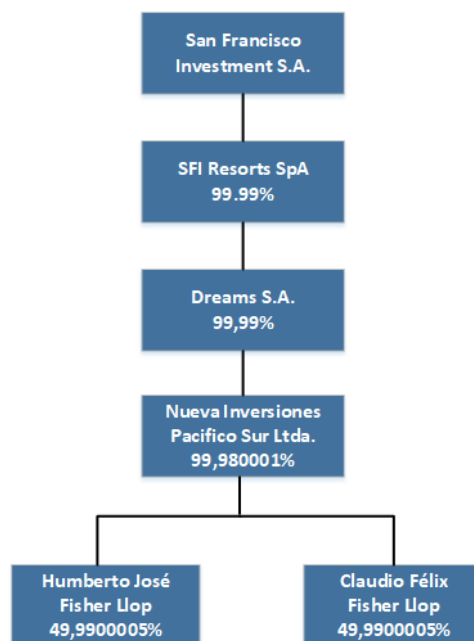 San Francisco
Investment S.A.
SFI Resorts SpA
99.99%
Dreams S.A.
99,99%
Nueva Inversiones
Pacifico Sur Ltda.
99,980001%
Humberto José
Fisher Llop
49,9900005%
Claudio Félix
Fisher Llop
49,9900005%